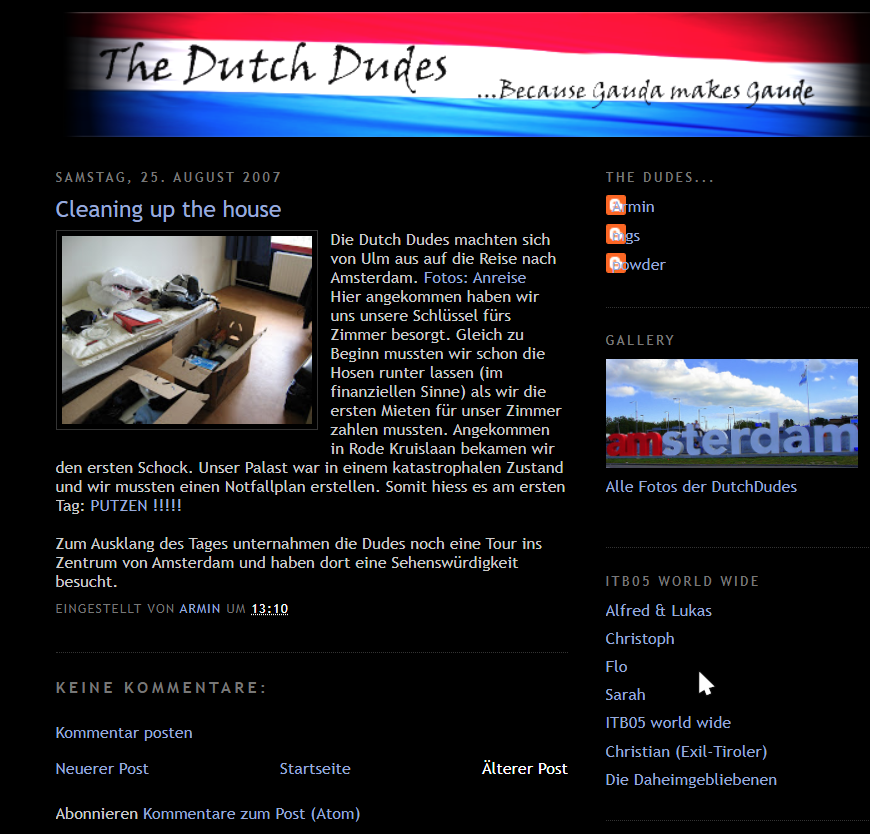 The Dutch Dudes
...Because Gauda makes Gaude
SAMSTAG, 25. AUGUST 2007
Cleaning up the house
Die Dutch Dudes machten sich
von Ulm aus auf die Reise nach
Amsterdam. Fotos: Anreise
Hier angekommen haben wir
uns unsere Schlüssel fürs
Zimmer besorgt. Gleich zu
Beginn mussten wir schon die
Hosen runter lassen (im
finanziellen Sinne) als wir die
ersten Mieten für unser Zimmer
zahlen mussten. Angekommen
in Rode Kruislaan bekamen wir
den ersten Schock. Unser Palast war in einem katastrophalen Zustand
und wir mussten einen Notfallplan erstellen. Somit hiess es am ersten
Tag: PUTZEN !!!!!
Zum Ausklang des Tages unternahmen die Dudes noch eine Tour ins
Zentrum von Amsterdam und haben dort eine Sehenswürdigkeit
besucht.
EINGESTELLT VON ARMIN UM 13:10
KEINE KOMMENTARE:
Kommentar posten
Neuerer Post Startseite Älterer Post
Abonnieren Kommentare zum Post (Atom)
THE DUDES...
Armin
powder
GALLERY
amsterdam
Alle Fotos der DutchDudes
ITB05 WORLD WIDE
Alfred & Lukas
Christoph
Flo
Sarah
ITB05 world wide
Christian (Exil-Tiroler)
Die Daheimgebliebenen